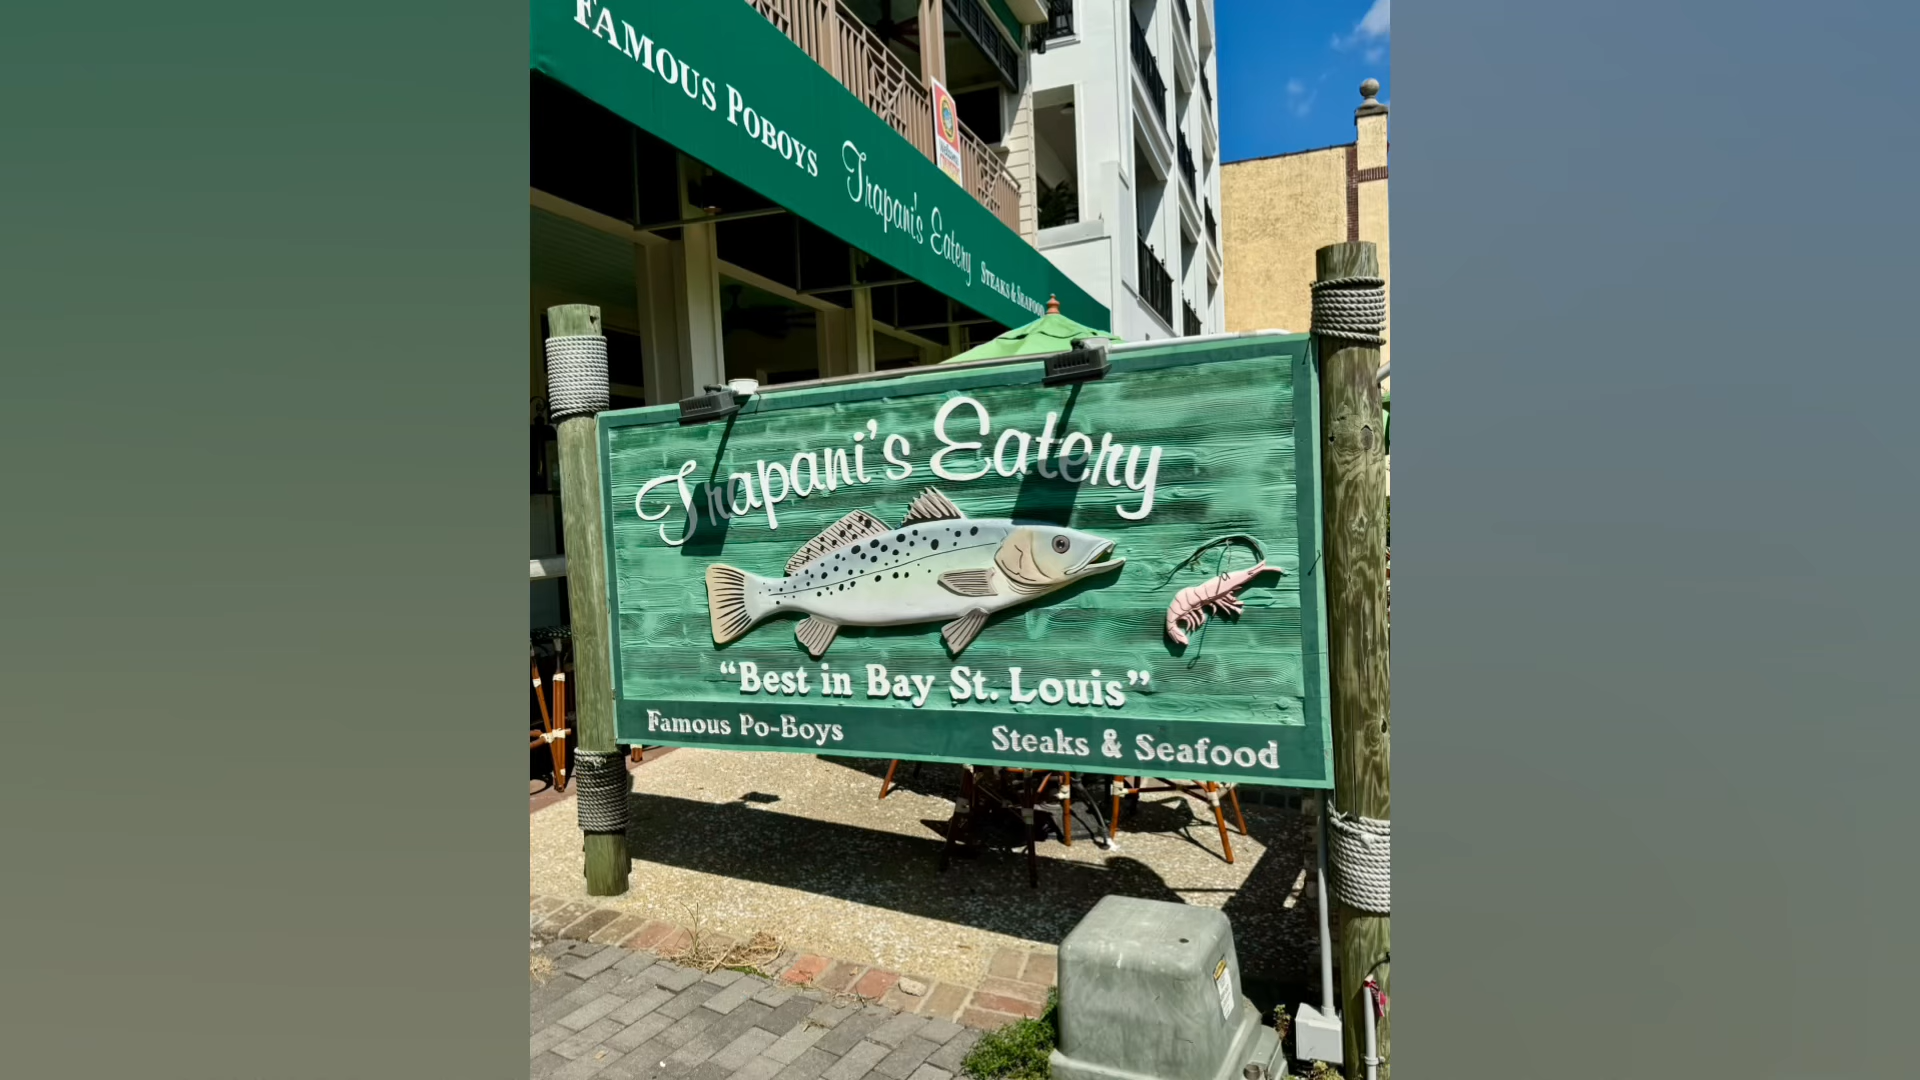 FAMOUS POBOYS
Trapani's Eatery
STEAKS & SEAFOOD
Trapani's Eatery
“Best in Bay St. Louis”
Famous Po-Boys
Steaks & Seafood